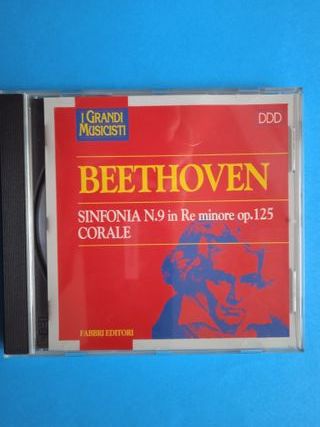 I GRANDI
MUSICISTI
DDD
BEETHOVEN
SINFONIA N.9 in Re minore op.125
CORALE
FABBRI EDITORI